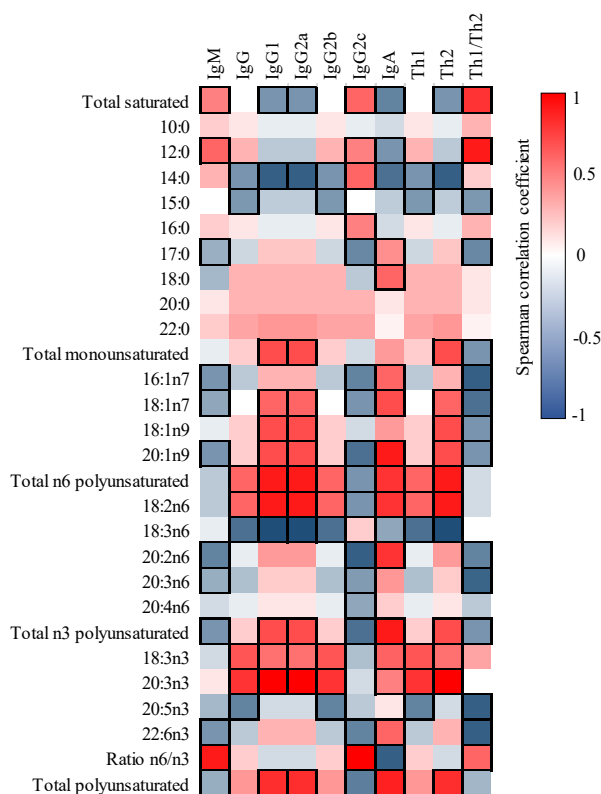 IgM
IgG
IgG1
IgG2a
IgG2b
IgG2c
IgA
Th1
Th2
Th1/Th2
Total saturated
10:0
12:0
14:0
15:0
16:0
17:0
18:0
20:0
22:0
Total monounsaturated
16:1n7
18:1n7
18:1n9
20:1n9
Total n6 polyunsaturated
18:2n6
18:3n6
20:2n6
20:3n6
20:4n6
Total n3 polyunsaturated
18:3n3
20:3n3
20:5n3
22:6n3
Ratio n6/n3
Total polyunsaturated
Spearman correlation coefficient
1
0.5
0
-0.5
-1